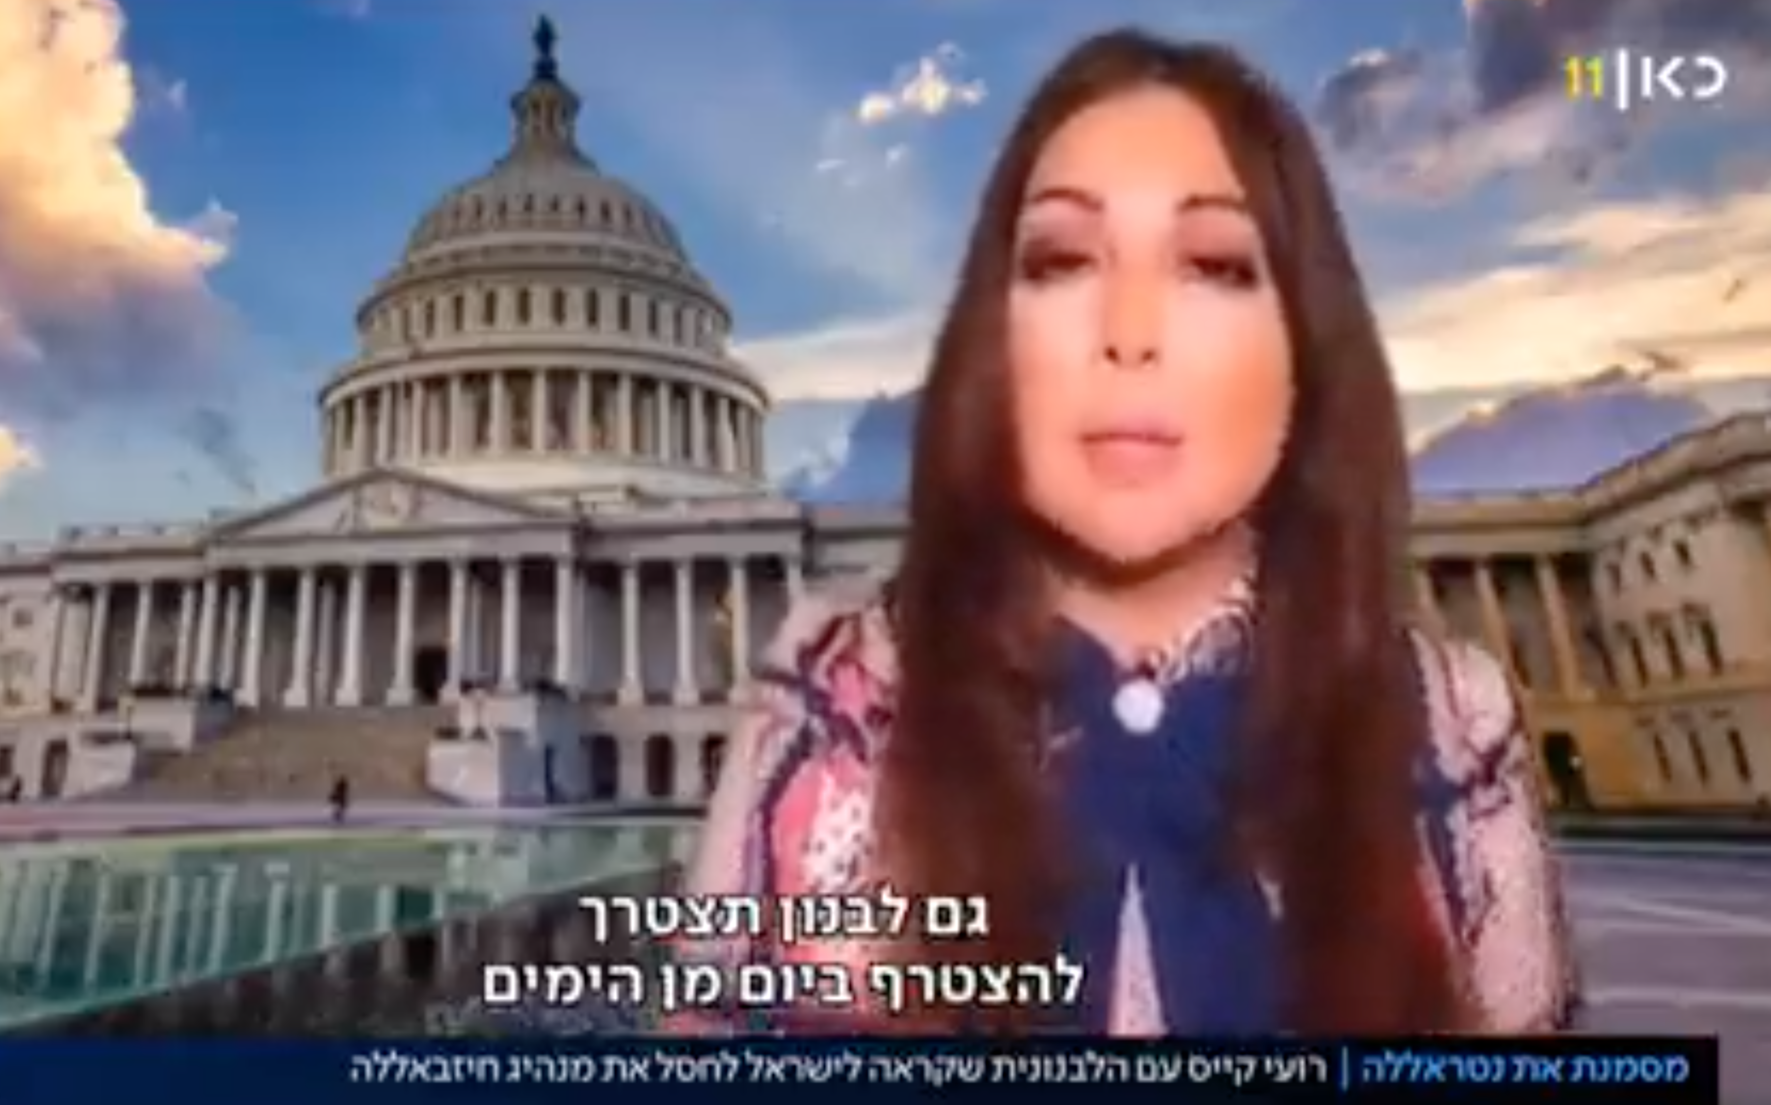 כאן|11
גם לבנון תצטרך
להצטרף ביום מן הימים
מסמנת את נסראללה | רועי קייס עם הלבנונית שקראה לישראל לחסל את מנהיג חיזבאללה